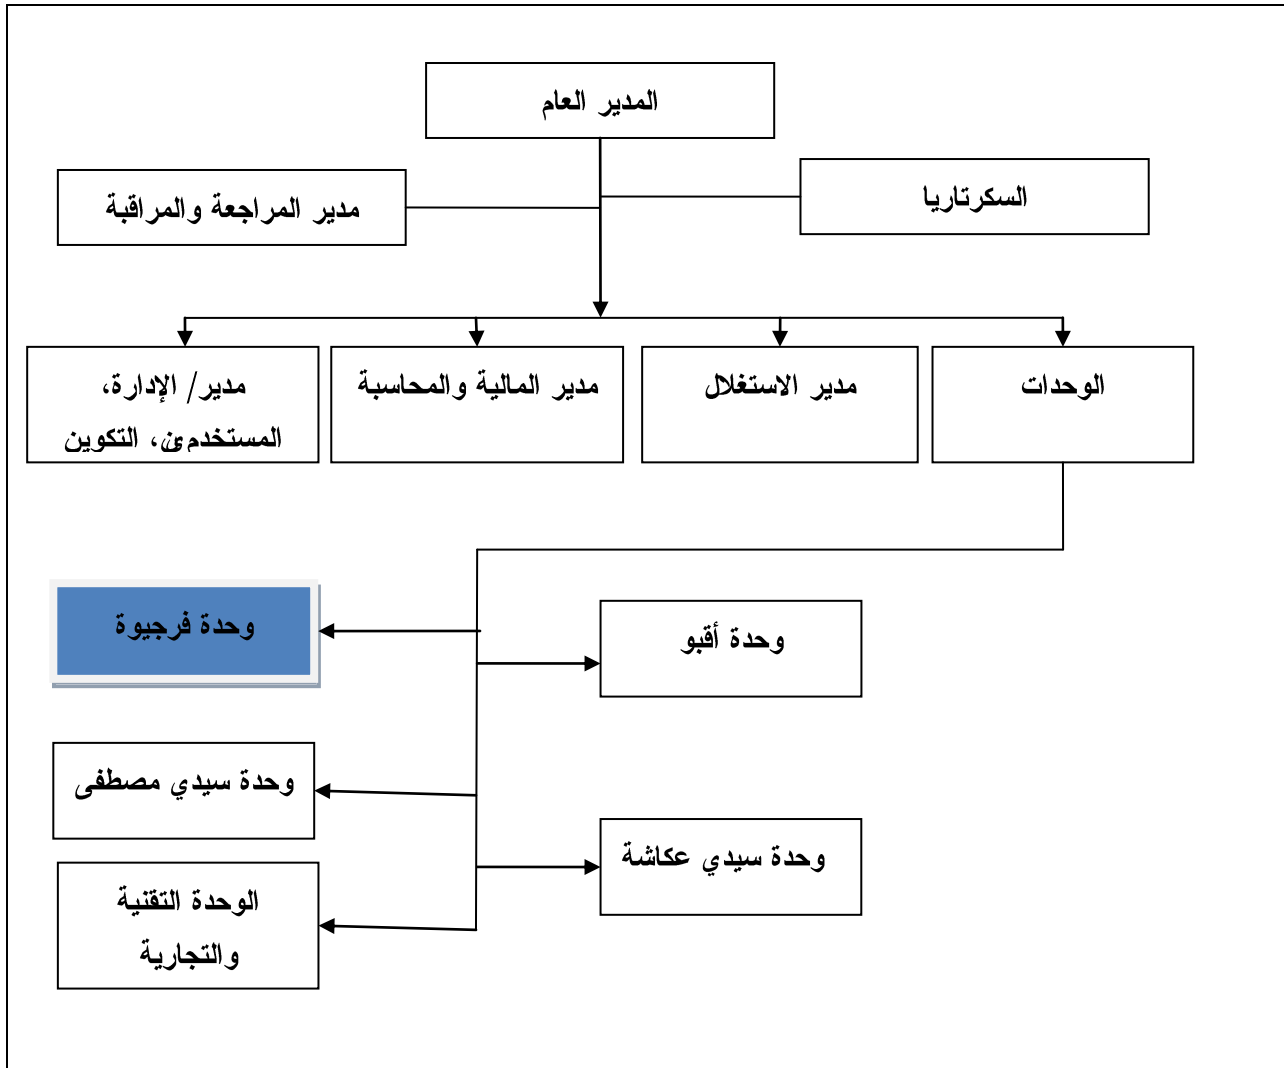 المدير العام
السكرتاريا
مدير المراجعة والمراقبة
الوحدات
مدير الاستغلال
مدير المالية والمحاسبة
مدير/ الإدارة،
المستخدمين، التكوين
وحدة فرجيوة
وحدة أقبو
وحدة سيدي مصطفى
وحدة سيدي عكاشة
الوحدة التقنية
والتجارية